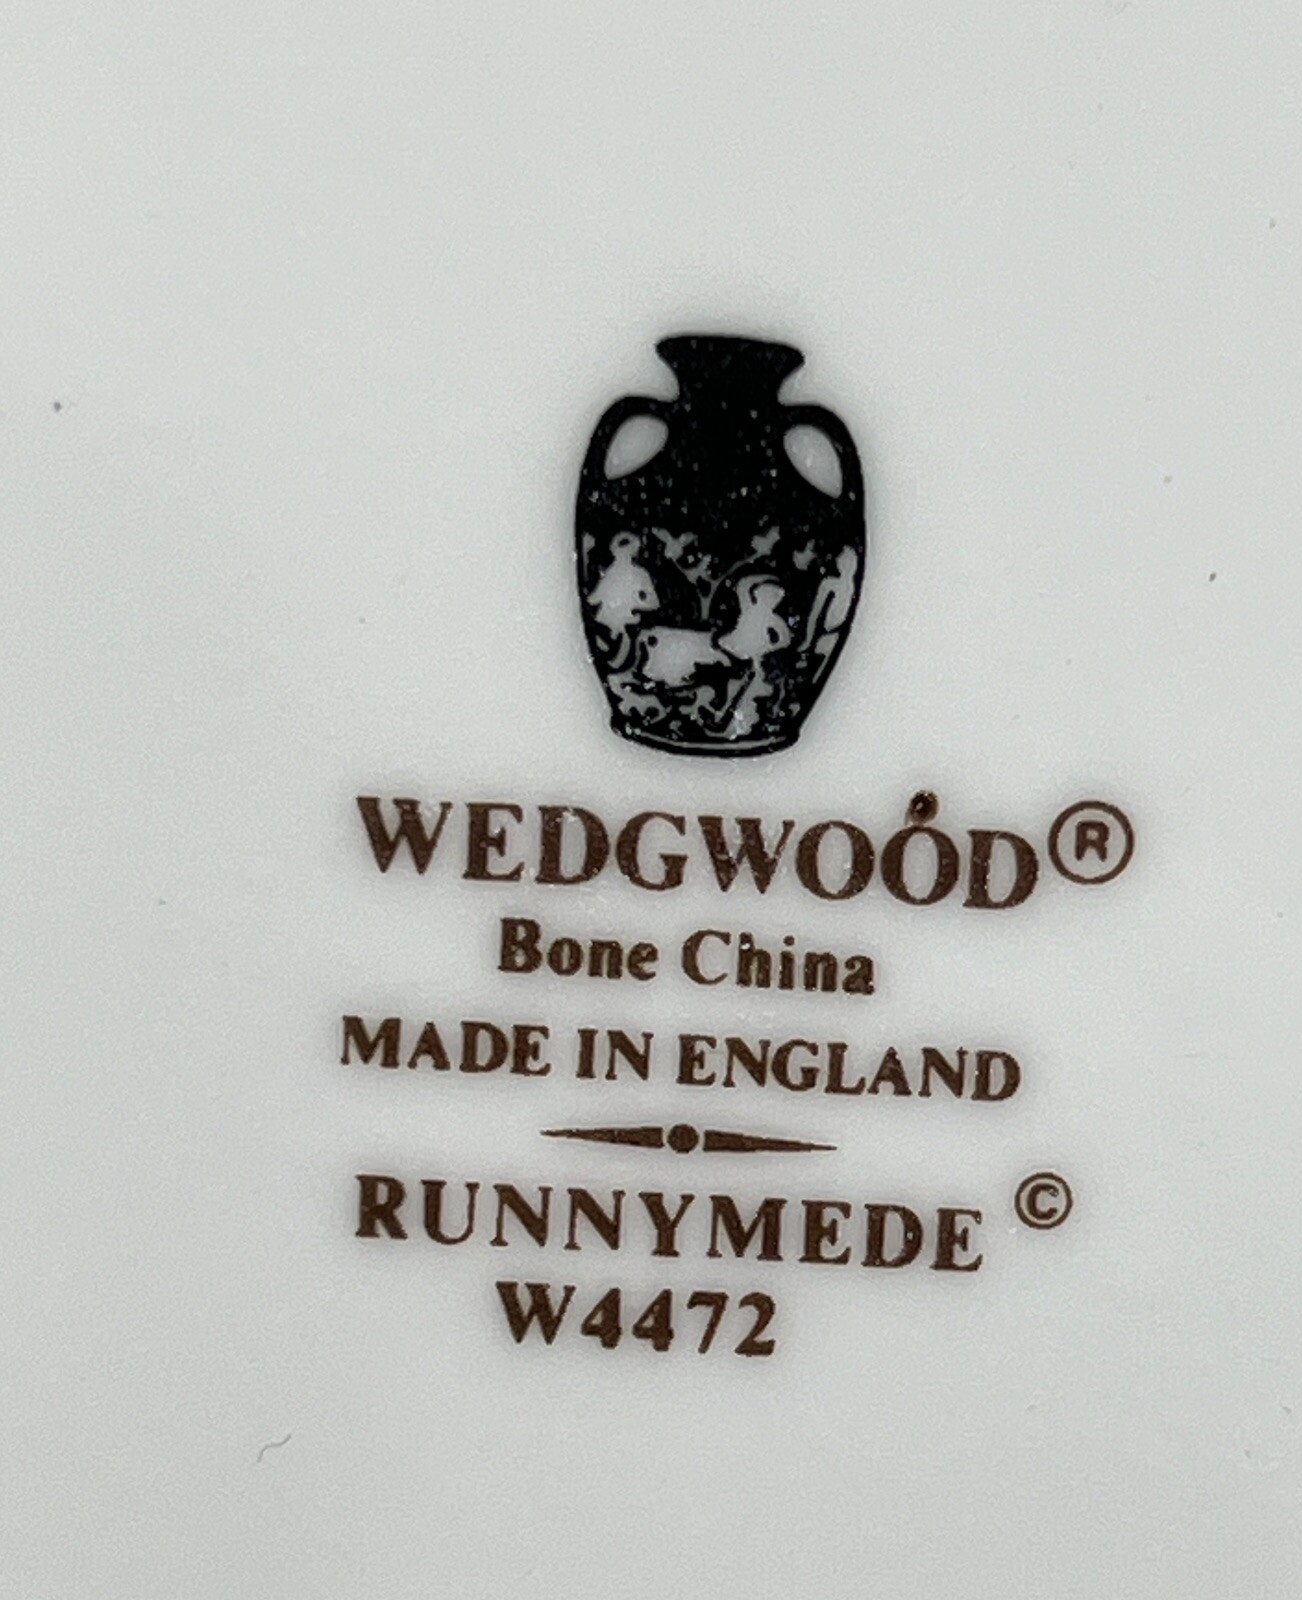 WEDGWOOD®
Bone China
MADE IN ENGLAND
RUNNYMEDE ©
W4472